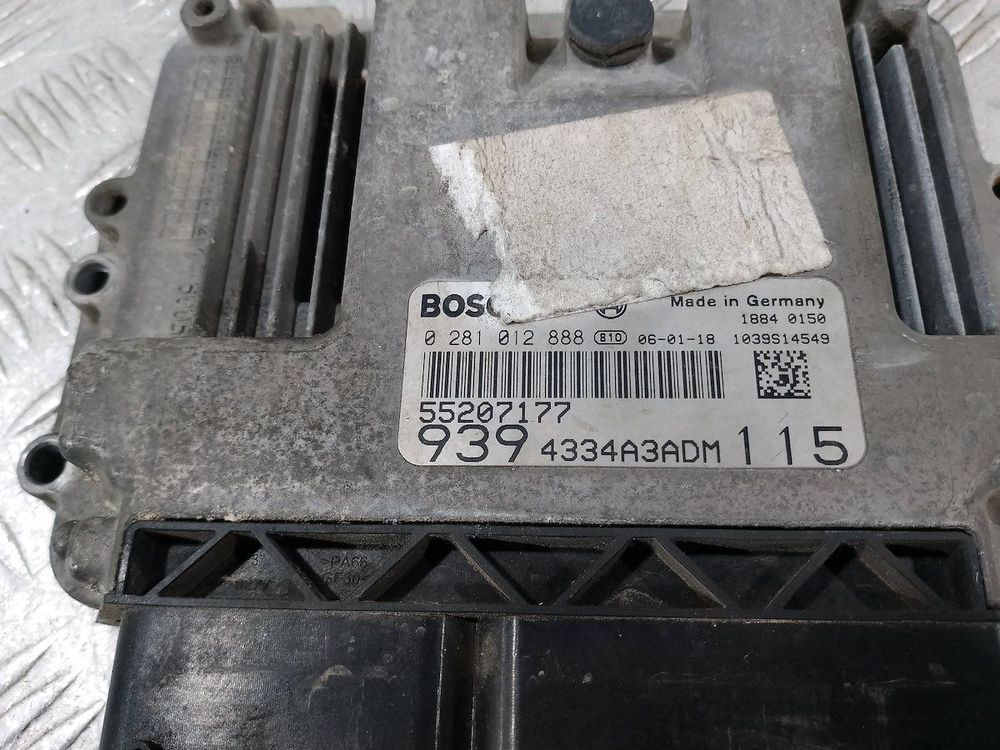 BOSC
Made in Germany
1884 0150
0 281 012 888 B10 06-01-18 1039S14549
55207177
939 4334A3ADM 115
-PA66-
GF30-